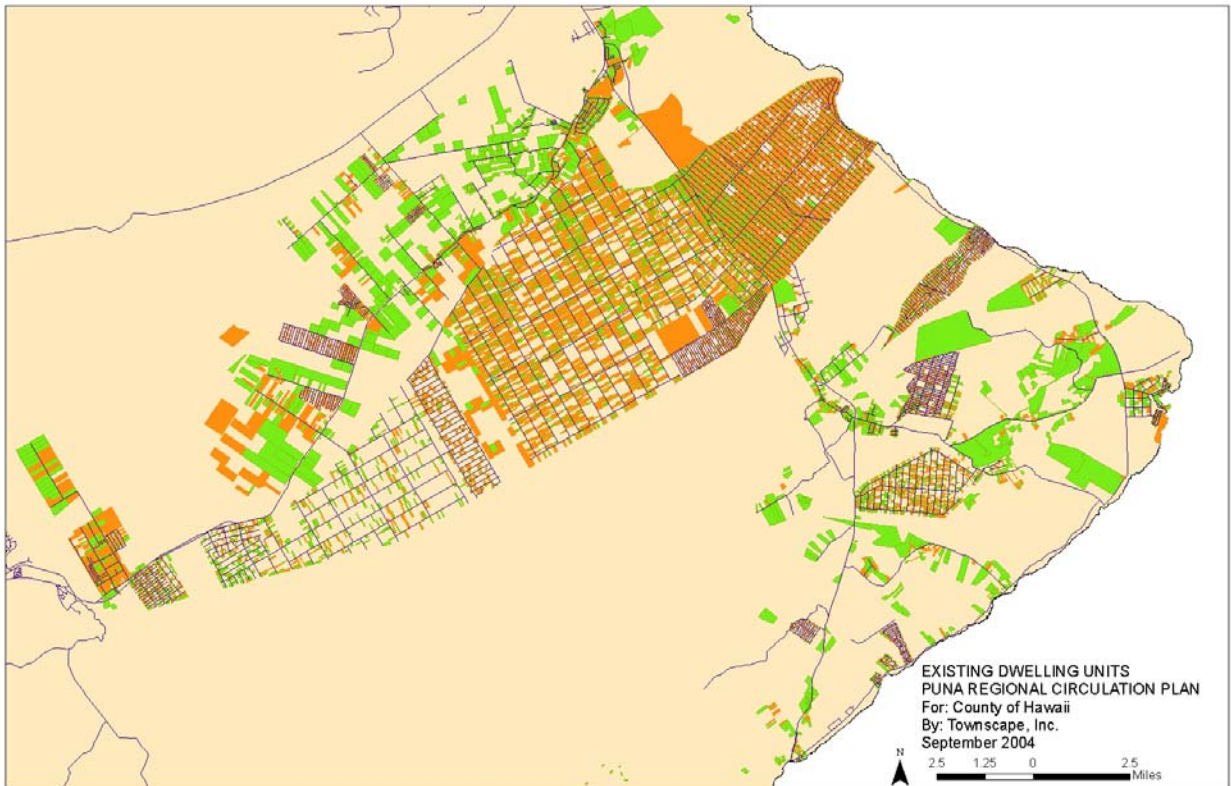 EXISTING DWELLING UNITS
PUNA REGIONAL CIRCULATION PLAN
For: County of Hawaii
By: Townscape, Inc.
September 2004
N
2.5 1.25 0 2.5
Miles